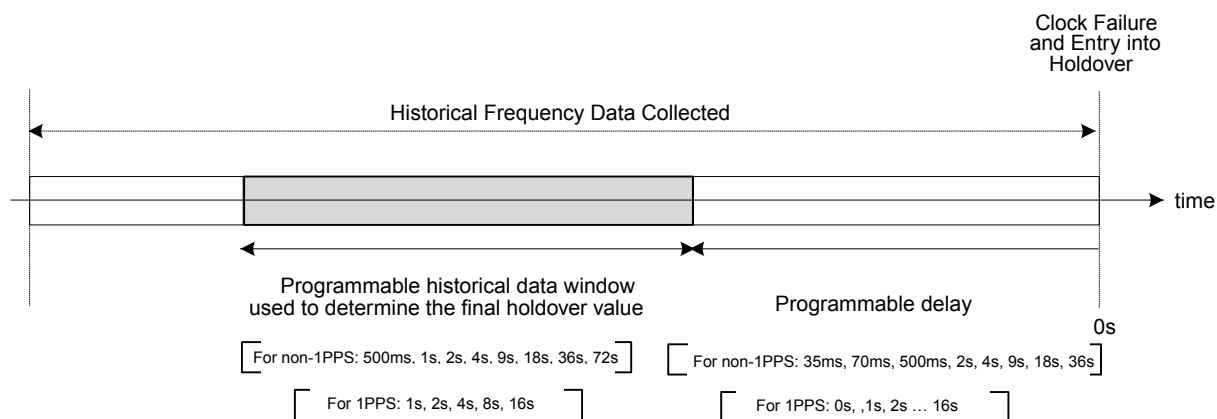 Clock Failure
and Entry into
Holdover
Historical Frequency Data Collected
time
Programmable historical data window
used to determine the final holdover value
Programmable delay
0s
For non-1PPS: 500ms, 1s, 2s, 4s, 9s, 18s, 36s, 72s
For non-1PPS: 35ms, 70ms, 500ms, 2s, 4s, 9s, 18s, 36s
For 1PPS: 1s, 2s, 4s, 8s, 16s
For 1PPS: 0s, ,1s, 2s … 16s